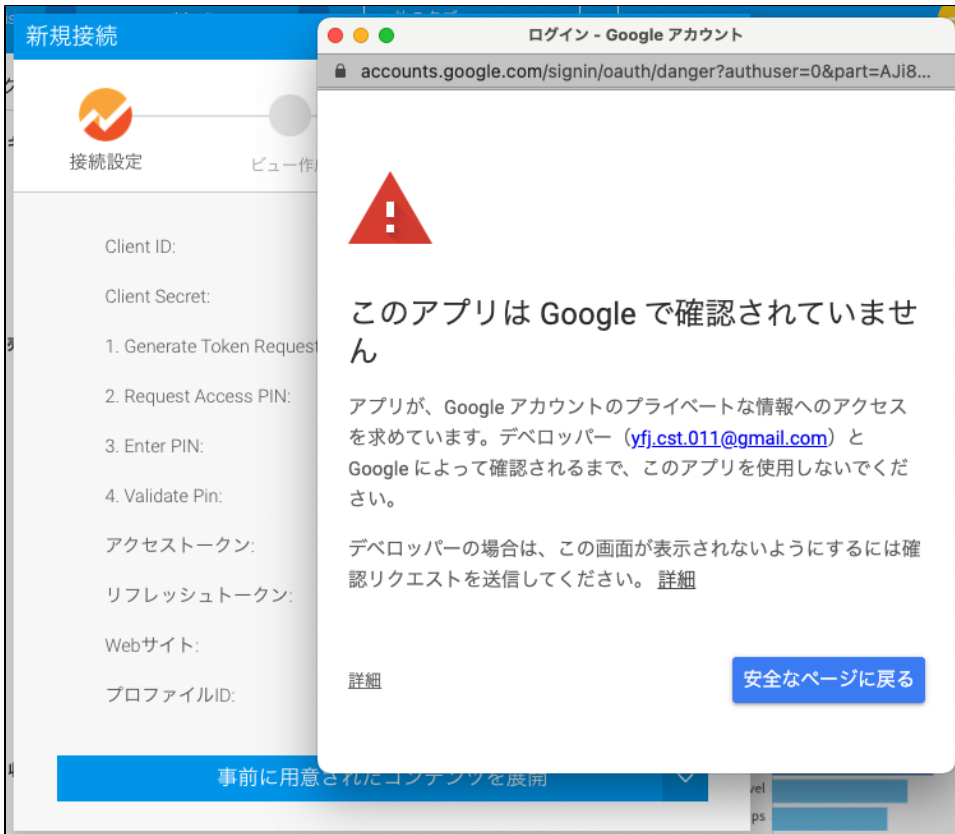 新規接続
ログイン - Google アカウント
accounts.google.com/signin/oauth/danger?authuser=0&part=AJi8...
接続設定
ビュー作
Client ID:
Client Secret:
1. Generate Token Request
2. Request Access PIN:
3. Enter PIN:
4. Validate Pin:
アクセストークン:
リフレッシュトークン:
Webサイト:
プロファイルID:
事前に用意されたコンテンツを展開
このアプリは Google で確認されていませ
ん
アプリが、Google アカウントのプライベートな情報へのアクセス
を求めています。デベロッパー（yfj.cst.011@gmail.com）と
Google によって確認されるまで、このアプリを使用しないでくだ
さい。
デベロッパーの場合は、この画面が表示されないようにするには確
認リクエストを送信してください。 詳細
詳細
安全なページに戻る
vel
ps